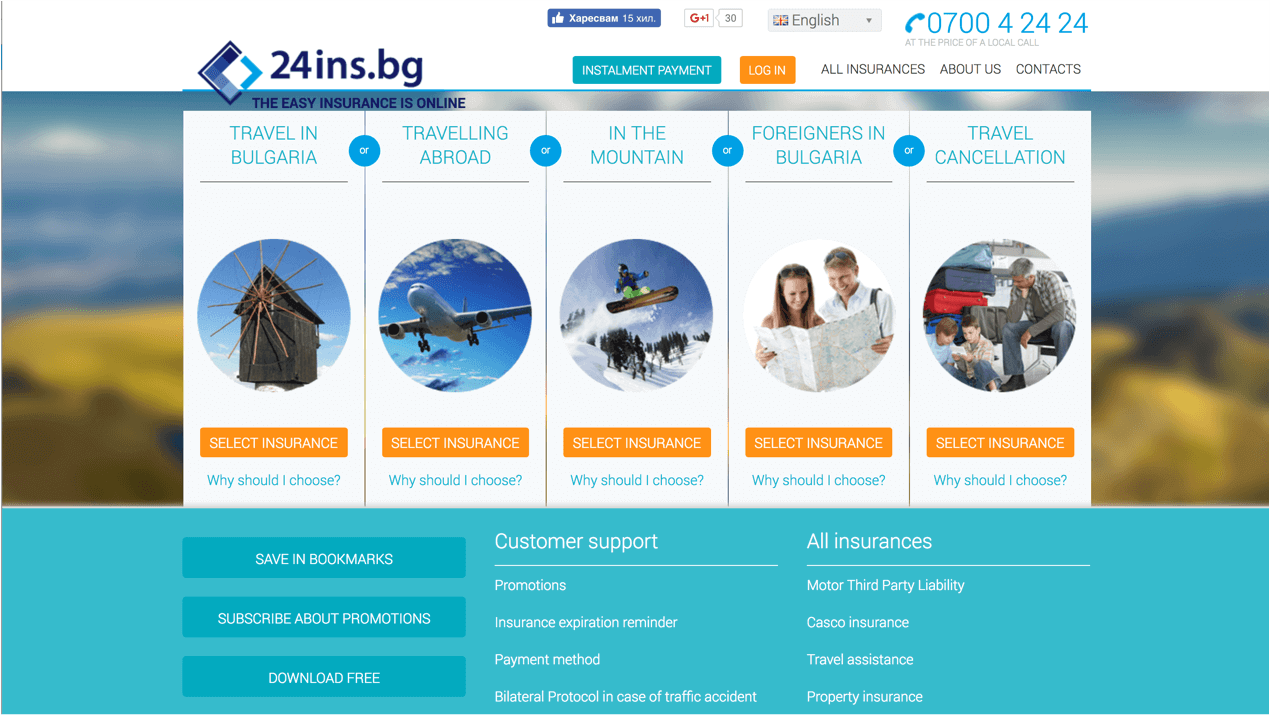 Харесвам 15 хил.
G+1 30
English
0700 4 24 24
AT THE PRICE OF A LOCAL CALL
24ins.bg
THE EASY INSURANCE IS ONLINE
INSTALMENT PAYMENT
LOG IN
ALL INSURANCES
ABOUT US
CONTACTS
TRAVEL IN
BULGARIA
or
TRAVELLING
ABROAD
or
IN THE
MOUNTAIN
or
FOREIGNERS IN
BULGARIA
or
TRAVEL
CANCELLATION
SELECT INSURANCE
SELECT INSURANCE
SELECT INSURANCE
SELECT INSURANCE
SELECT INSURANCE
Why should I choose?
Why should I choose?
Why should I choose?
Why should I choose?
Why should I choose?
SAVE IN BOOKMARKS
SUBSCRIBE ABOUT PROMOTIONS
DOWNLOAD FREE
Customer support
Promotions
Insurance expiration reminder
Payment method
Bilateral Protocol in case of traffic accident
All insurances
Motor Third Party Liability
Casco insurance
Travel assistance
Property insurance